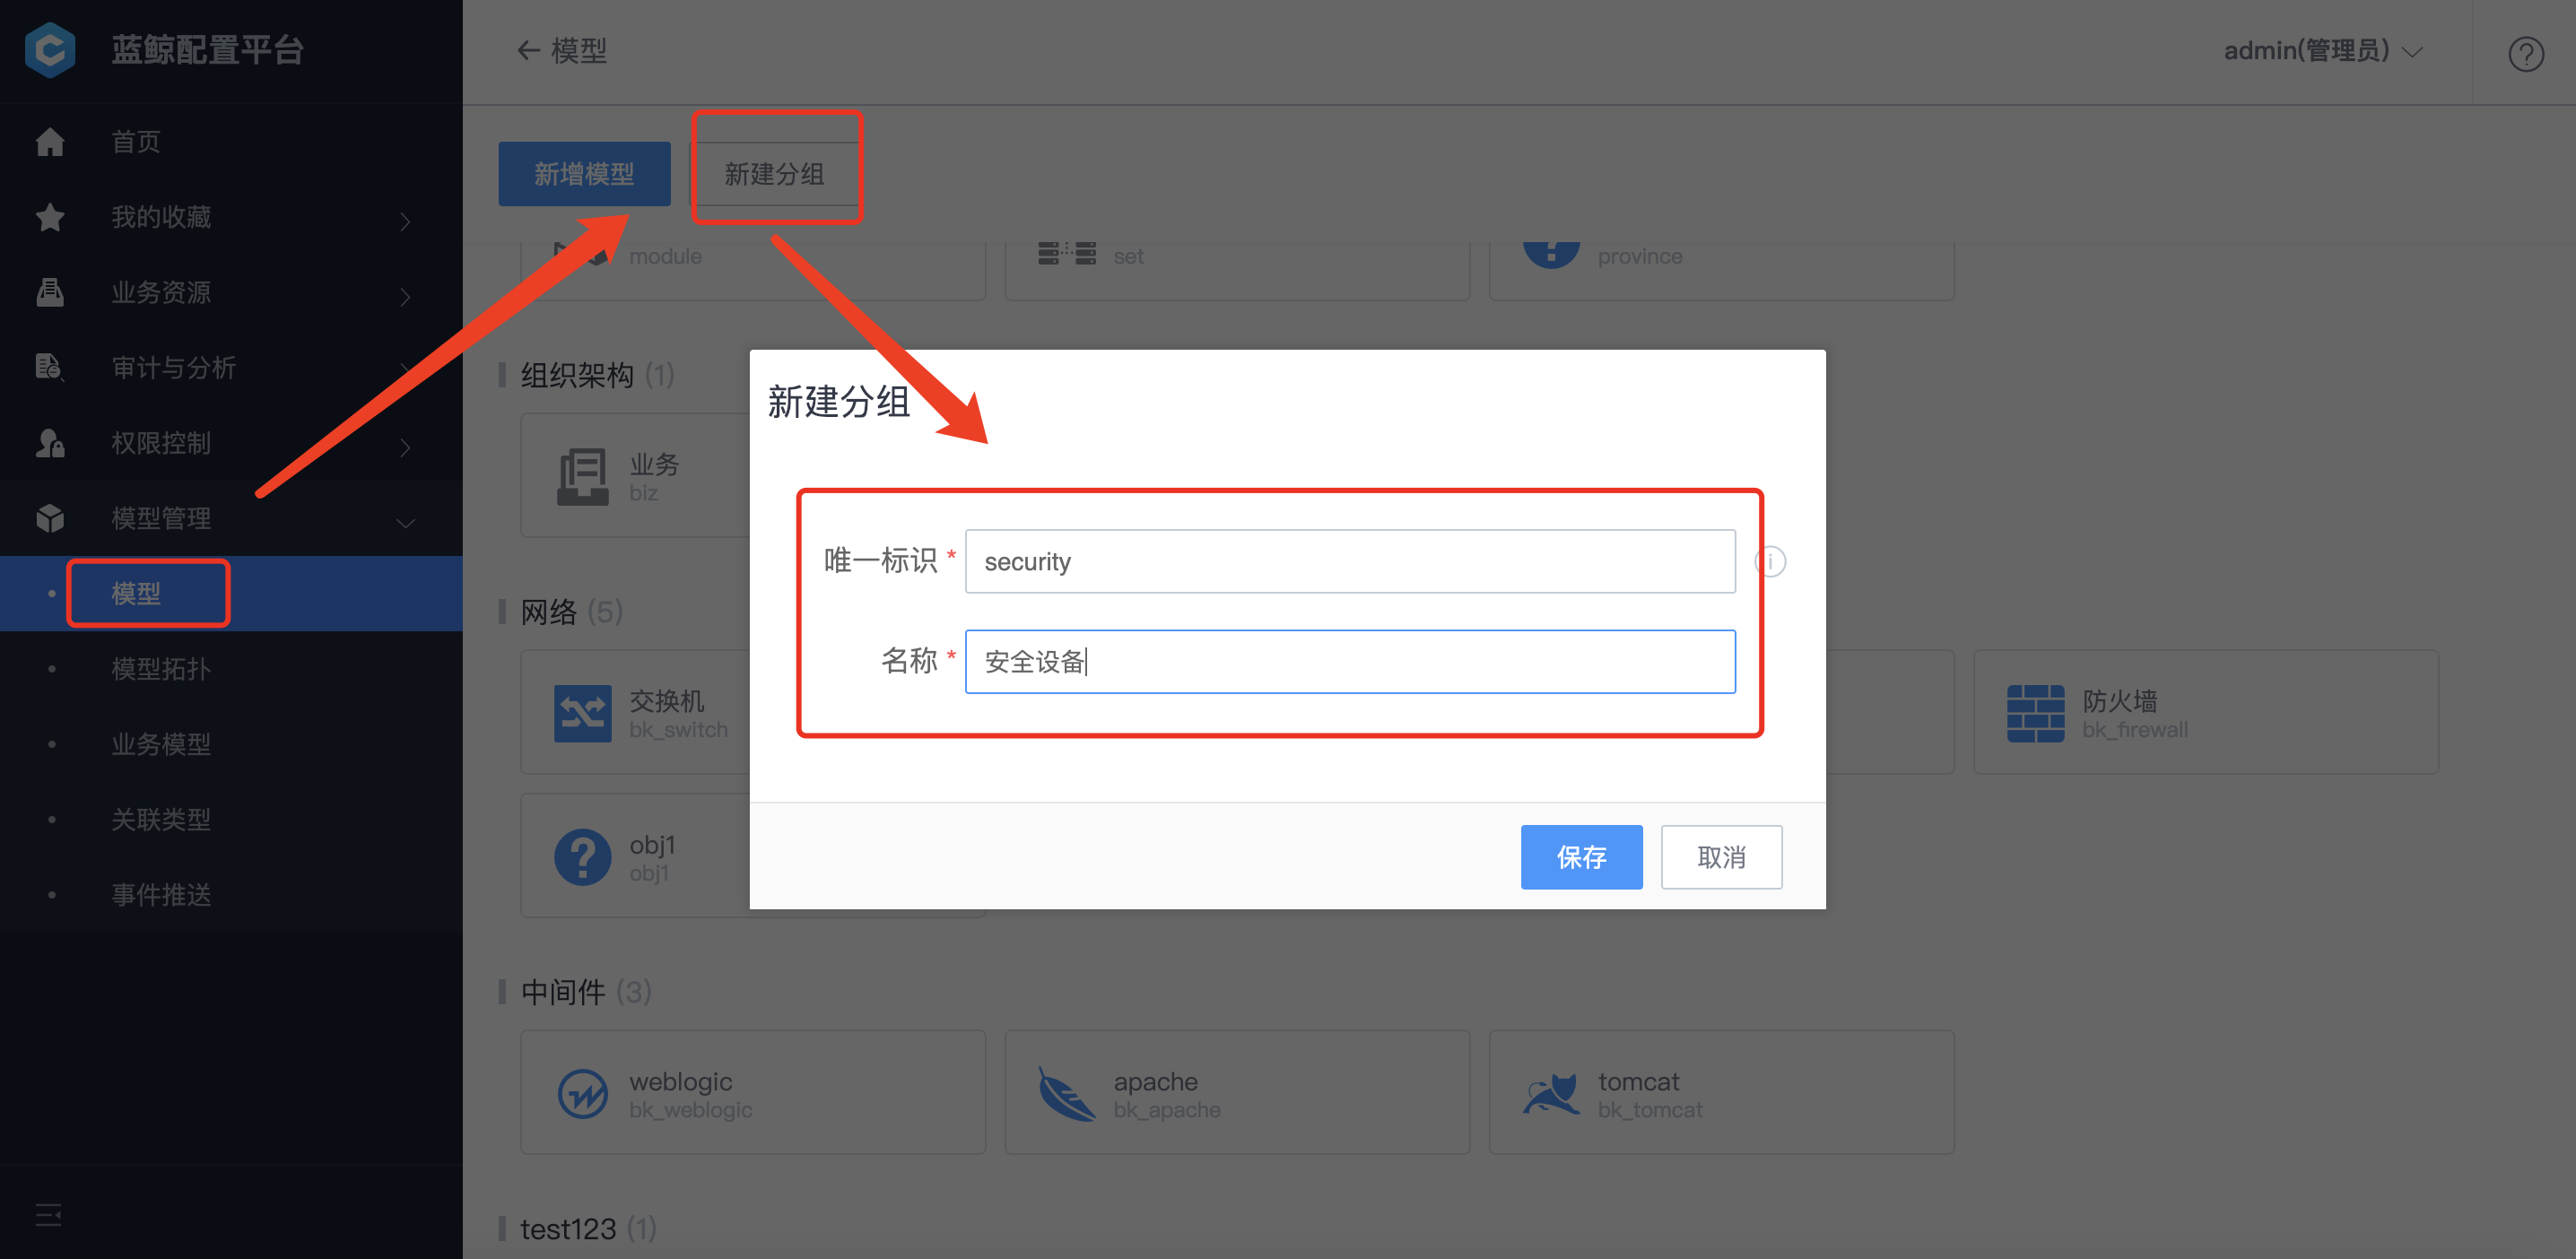 蓝鲸配置平台
首页
我的收藏
业务资源
审计与分析
权限控制
模型管理
模型
模型拓扑
业务模型
关联类型
事件推送
模型
admin(管理员)
新增模型
新建分组
module
set
province
组织架构 (1)
业务
biz
网络 (5)
交换机
bk_switch
防火墙
bk_firewall
obj1
obj1
新建分组
唯一标识 * security
名称 * 安全设备
保存
取消
中间件 (3)
weblogic
bk_weblogic
apache
bk_apache
tomcat
bk_tomcat
test123 (1)